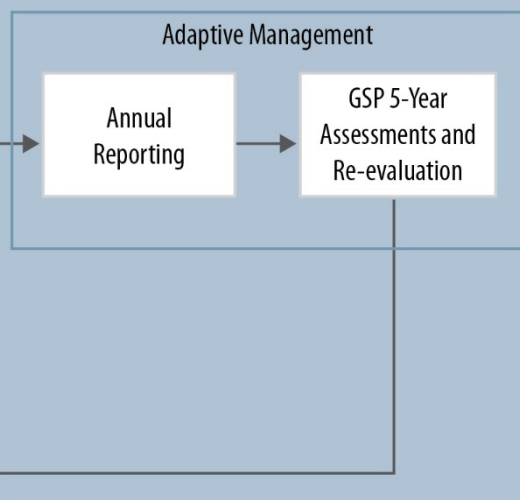 Adaptive Management
Annual
Reporting
GSP 5-Year
Assessments and
Re-evaluation